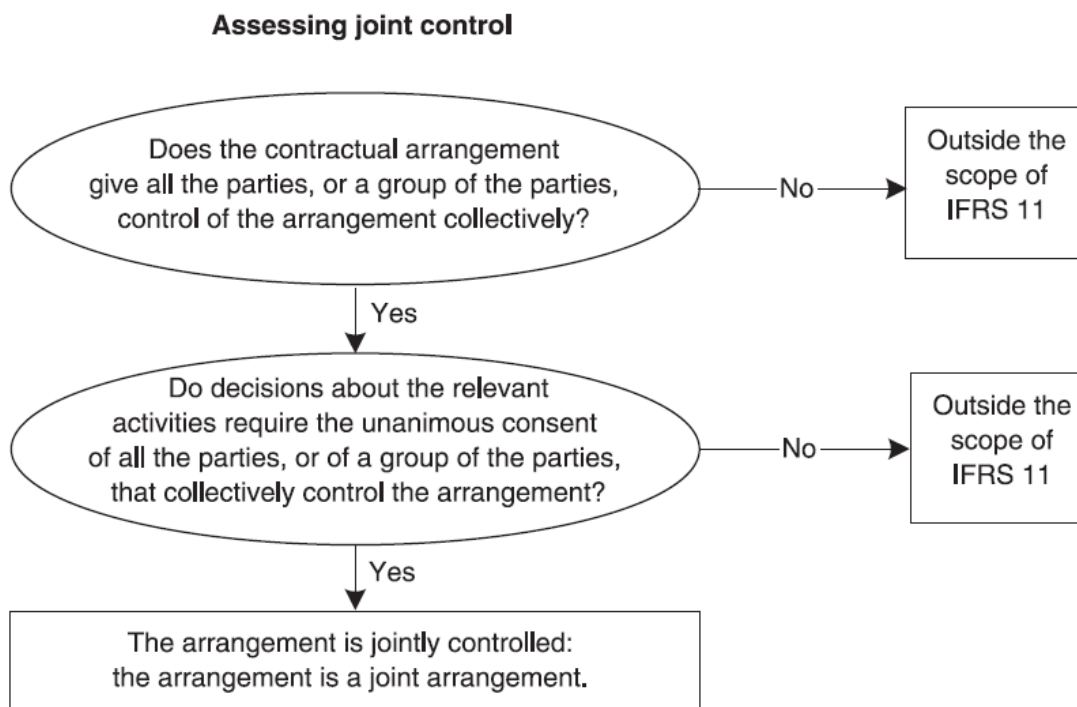 Assessing joint control
Does the contractual arrangement
give all the parties, or a group of the parties,
control of the arrangement collectively?
No
Outside the
scope of
IFRS 11
Yes
Do decisions about the relevant
activities require the unanimous consent
of all the parties, or of a group of the parties,
that collectively control the arrangement?
No
Outside the
scope of
IFRS 11
Yes
The arrangement is jointly controlled:
the arrangement is a joint arrangement.